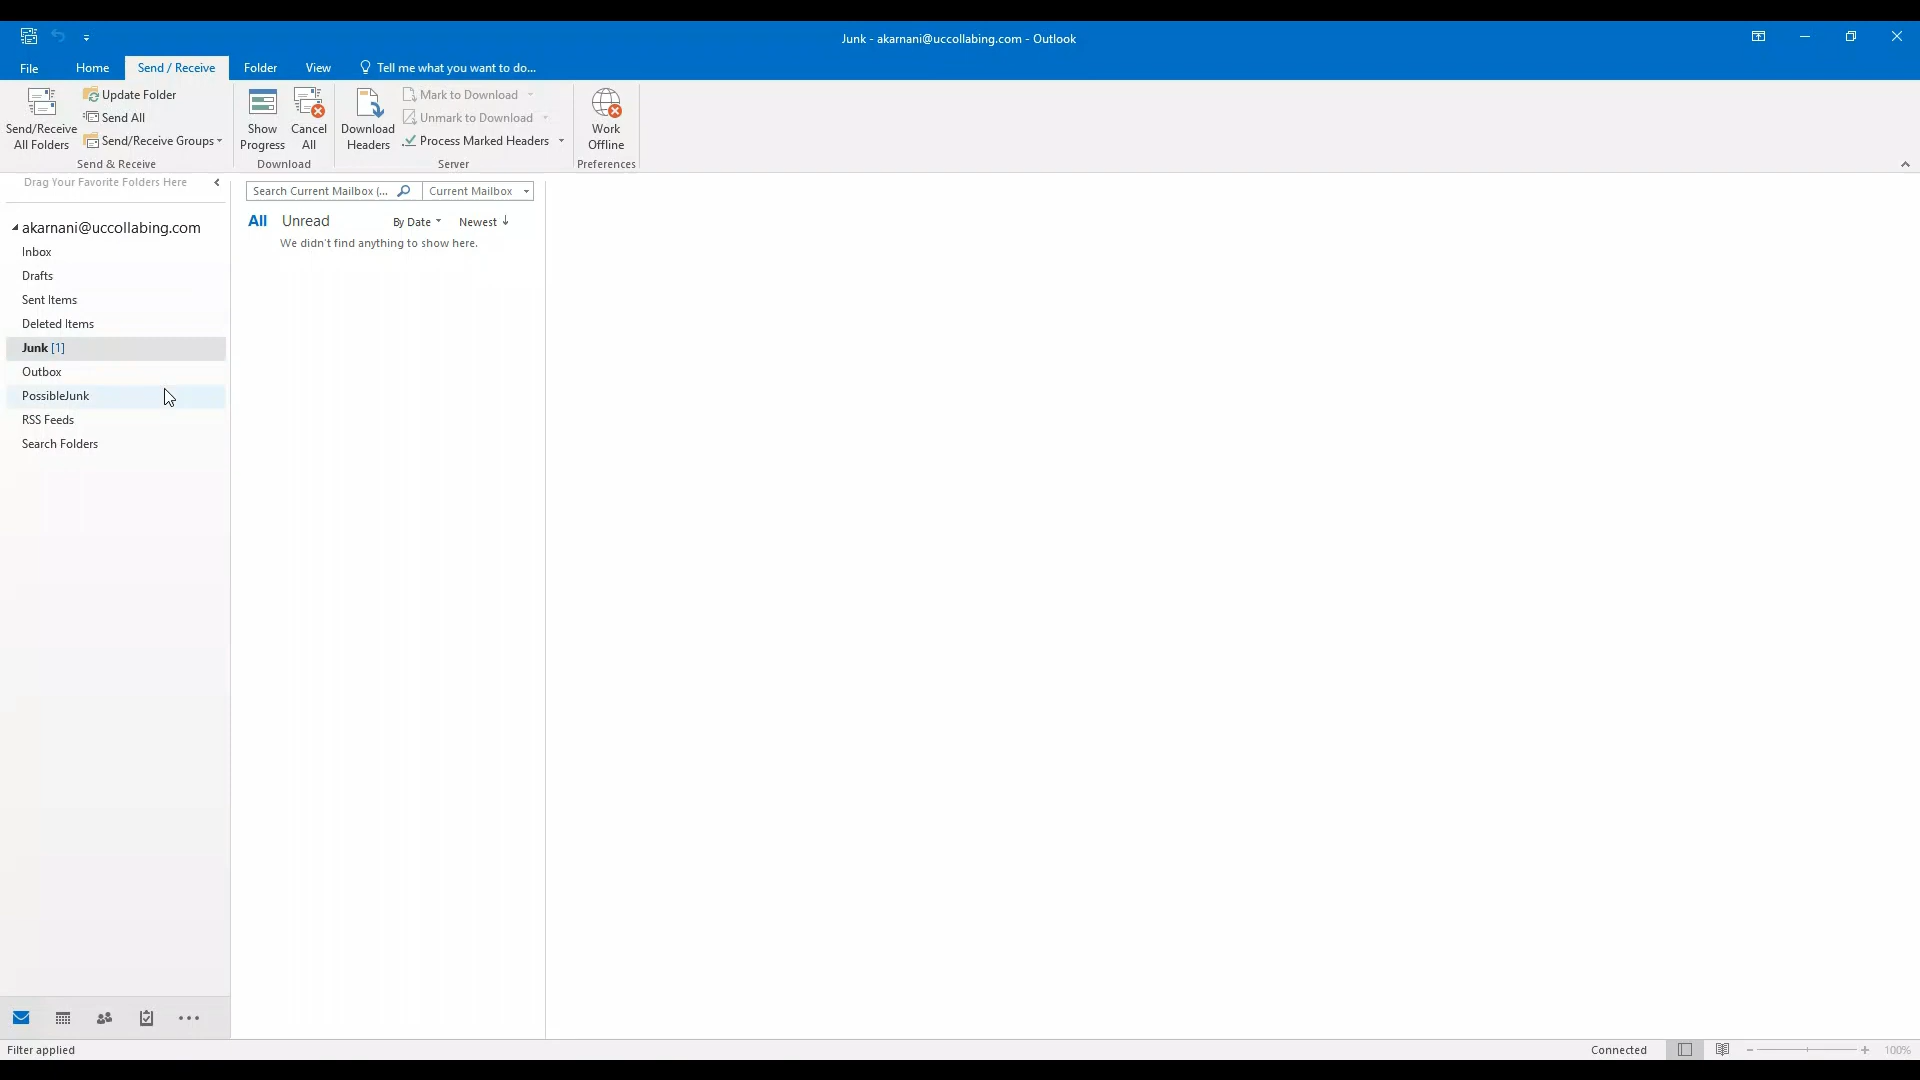 Junk - akarnani@uccollabing.com - Outlook
File Home Send / Receive Folder View Tell me what you want to do...
Send/Receive All Folders
Update Folder
Send All
Send/Receive Groups
Send & Receive
Show Progress
Cancel All
Download
Download Headers
Mark to Download
Unmark to Download
Process Marked Headers
Server
Work Offline
Preferences
Drag Your Favorite Folders Here
akarnani@uccollabing.com
Inbox
Drafts
Sent Items
Deleted Items
Junk [1]
Outbox
PossibleJunk
RSS Feeds
Search Folders
Search Current Mailbox (... Current Mailbox
All Unread By Date Newest
We didn't find anything to show here.
Filter applied
Connected
100%